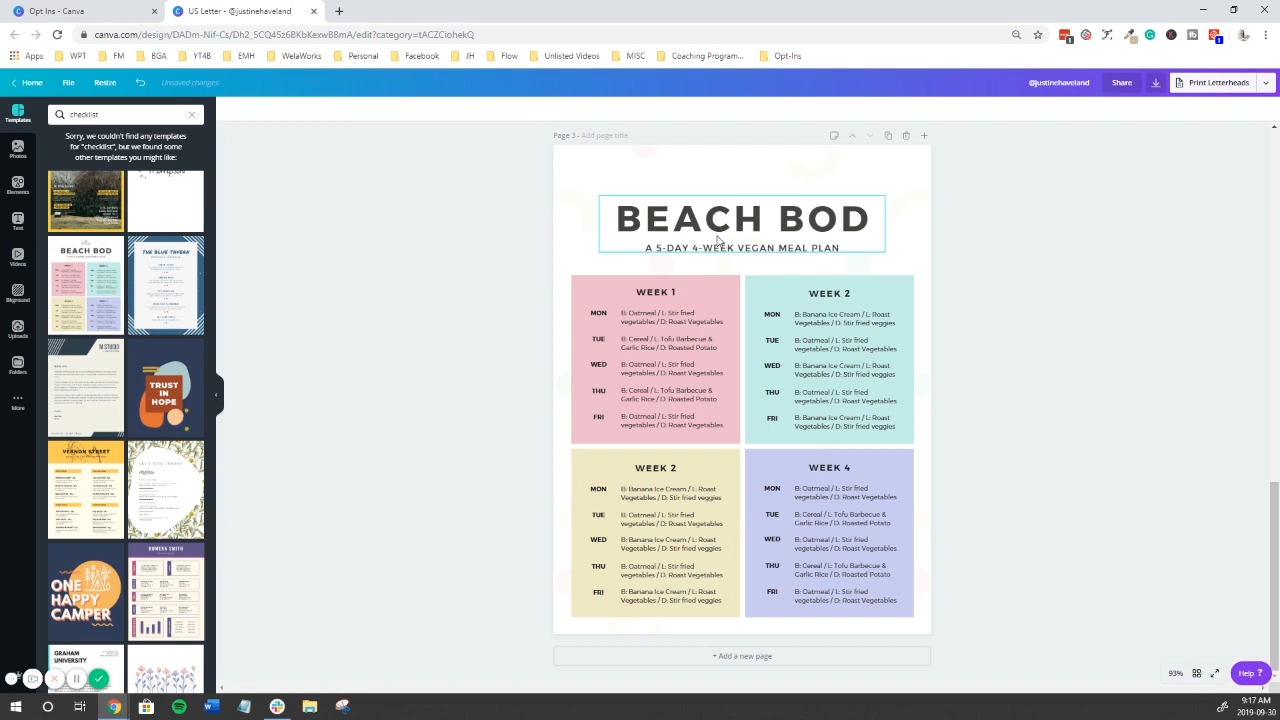 Opt Ins - Canva
US Letter - @justinehaveland
canva.com/design/DADm-Nif-Cs/Dh2_5CQ4Sz6BKbKexwB8mA/edit?category=tACZCtxhekQ
Apps
WPT
FM
BGA
YT4B
EMH
WelaWorks
Personal
Facebook
JH
Flow
Unlisted Videos
MISC
Coaching Program...
Opt-Ins
Home
File
Resize
Unsaved changes
@justinehaveland
Share
Print Letterheads
Templates
Photos
Elements
Text
Videos
Bkground
Uploads
Folders
More
checklist
Sorry, we couldn't find any templates
for "checklist", but we found some
other templates you might like:
BEACH BOD
THE BLUE TAVERN
M STUDIO
TRUST
IN
HOPE
VERNON STREET
ONE
HAPPY
CAMPER
ROWENA SMITH
GRAHAM
UNIVERSITY
Page 3 - Add page title
BEACH BOD
A 5-DAY 4-WEEK VEGAN MEAL PLAN
WEEK 1
MON B: Oatmeal / L: Stir fried
vegetables / D: Roast Vegetables
TUE B: Cereal / L: Tofu Barbecue &
Garlic Rice / D: Roasted Potato
WED B: Oatmeal / L: Stir fried
vegetables / D: Roast Vegetables
THU B: Cereal / L: Tofu Barbecue &
Garlic Rice / D: Roasted Potato
FRI B: Oatmeal / L: Stir fried
vegetables / D: Roast Vegetables
WEEK 2
MON B: Banana Ice Cream / L: Roast
Vegetables / D: Stir fried veggies
TUE B: Oatmeal / L: Stir fried
vegetables / D: Roast Vegetables
WED B: Banana Ice Cream / L: Roast
Vegetables / D: Stir fried veggies
THU B: Oatmeal / L: Stir fried
vegetables / D: Roast Vegetables
FRI B: Banana Ice Cream / L: Roast
Vegetables / D: Stir fried veggies
WEEK 2
MON B: Banana Ice Cream / L: Roast
Vegetables / D: Stir fried veggies
TUE B: Oatmeal / L: Stir fried
vegetables / D: Roast Vegetables
WED B: Banana Ice Cream / L: Roast
Vegetables / D: Stir fried veggies
THU B: Oatmeal / L: Stir fried
vegetables / D: Roast Vegetables
FRI B: Banana Ice Cream / L: Roast
Vegetables / D: Stir fried veggies
WEEK 4
MON B: Oatmeal / L: Stir fried
vegetables / D: Roast Vegetables
TUE B: Cereal / L: Tofu Barbecue &
Garlic Rice / D: Roasted Potato
WED B: Oatmeal / L: Stir fried
vegetables / D: Roast Vegetables
THU B: Cereal / L: Tofu Barbecue &
Garlic Rice / D: Roasted Potato
FRI B: Oatmeal / L: Stir fried
vegetables / D: Roast Vegetables
+ Add a new page
93%
Help ?
9:17 AM
2019-09-30